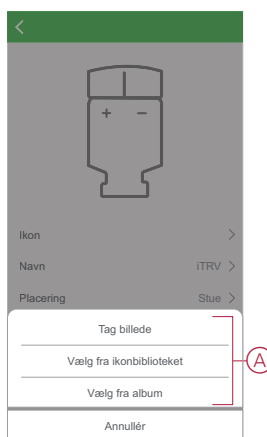 + −
Ikon
Navn iTRV
Placering Stue
Tag billede
Vælg fra ikonbiblioteket
A
Vælg fra album
Annullér